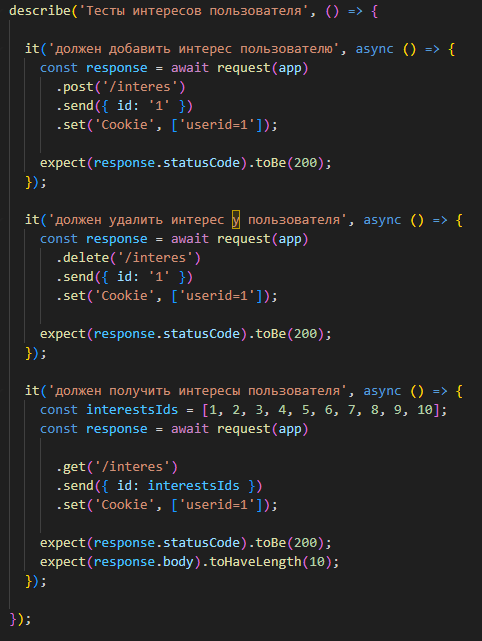 describe('Тесты интересов пользователя', () => {
it('должен добавить интерес пользователю', async () => {
const response = await request(app)
.post('/interes')
.send({ id: '1' })
.set('Cookie', ['userid=1']);
expect(response.statusCode).toBe(200);
});
it('должен удалить интерес у пользователя', async () => {
const response = await request(app)
.delete('/interes')
.send({ id: '1' })
.set('Cookie', ['userid=1']);
expect(response.statusCode).toBe(200);
});
it('должен получить интересы пользователя', async () => {
const interestsIds = [1, 2, 3, 4, 5, 6, 7, 8, 9, 10];
const response = await request(app)
.get('/interes')
.send({ id: interestsIds })
.set('Cookie', ['userid=1']);
expect(response.statusCode).toBe(200);
expect(response.body).toHaveLength(10);
});
});